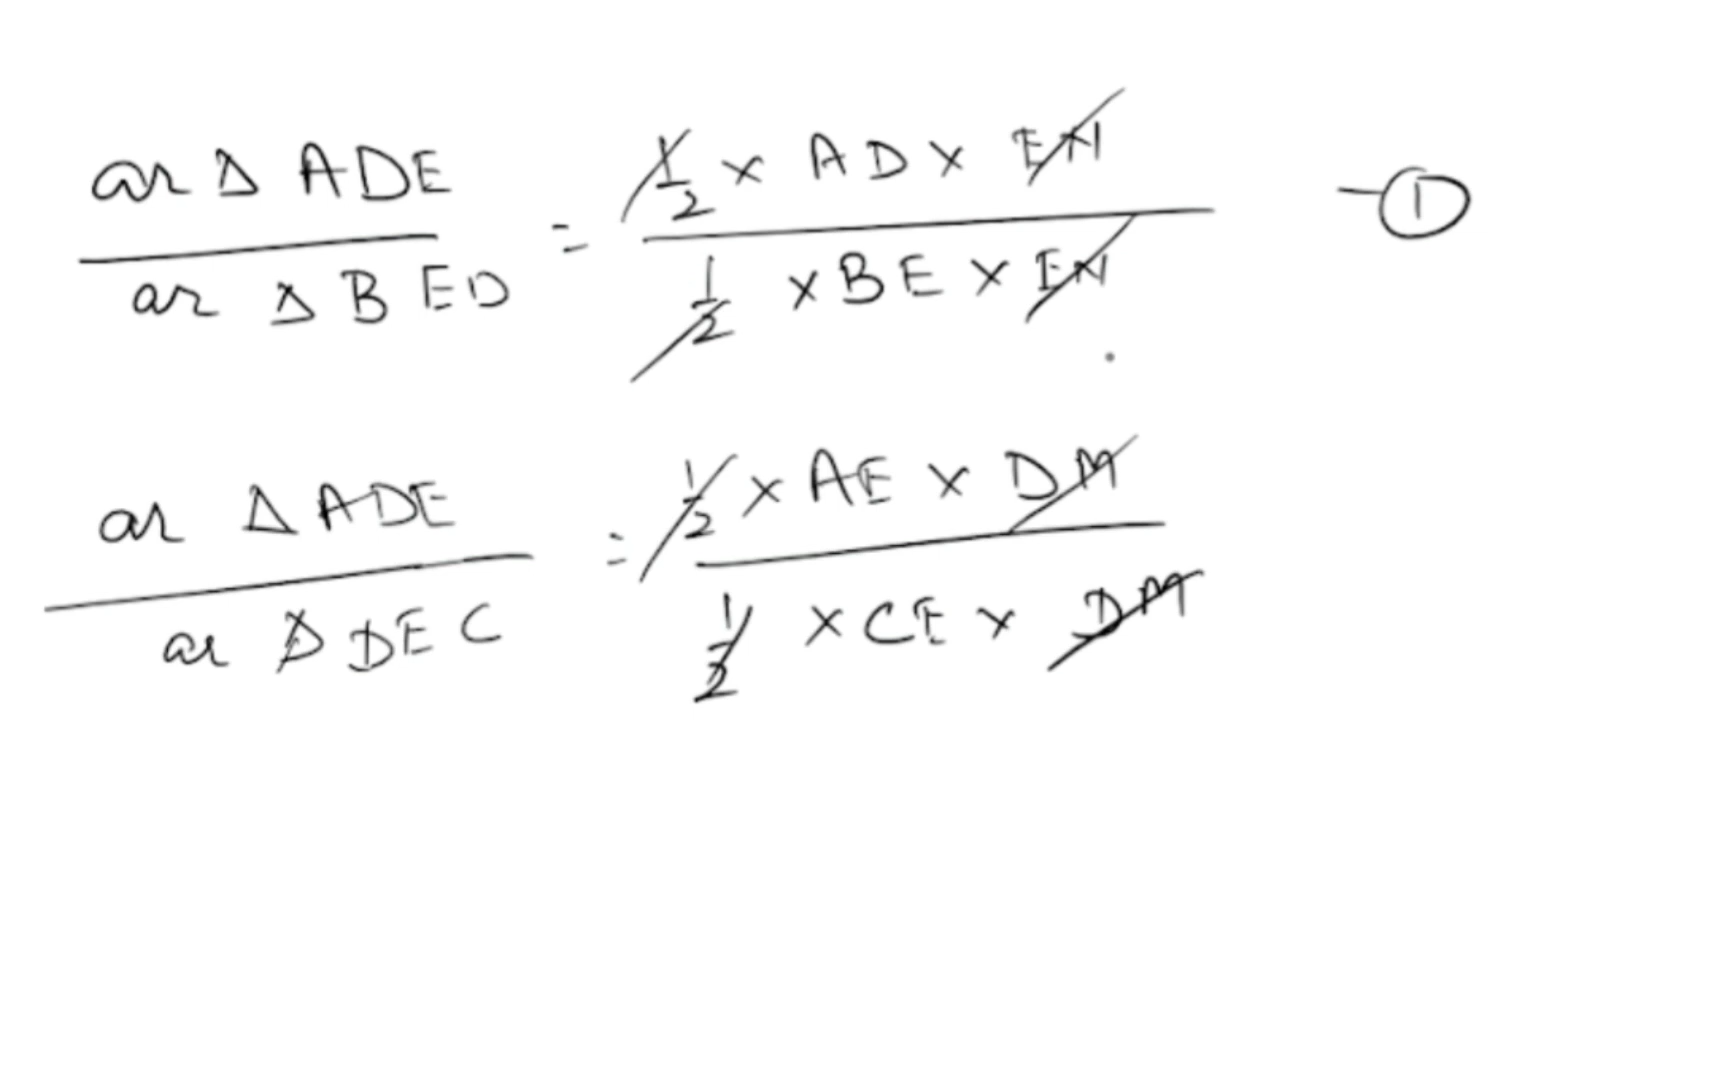 ar Δ ADE / ar Δ BED = 1/2 × AD × EN / 1/2 × BE × EN — ①
ar Δ ADE / ar Δ DEC = 1/2 × AE × DM / 1/2 × CE × DM